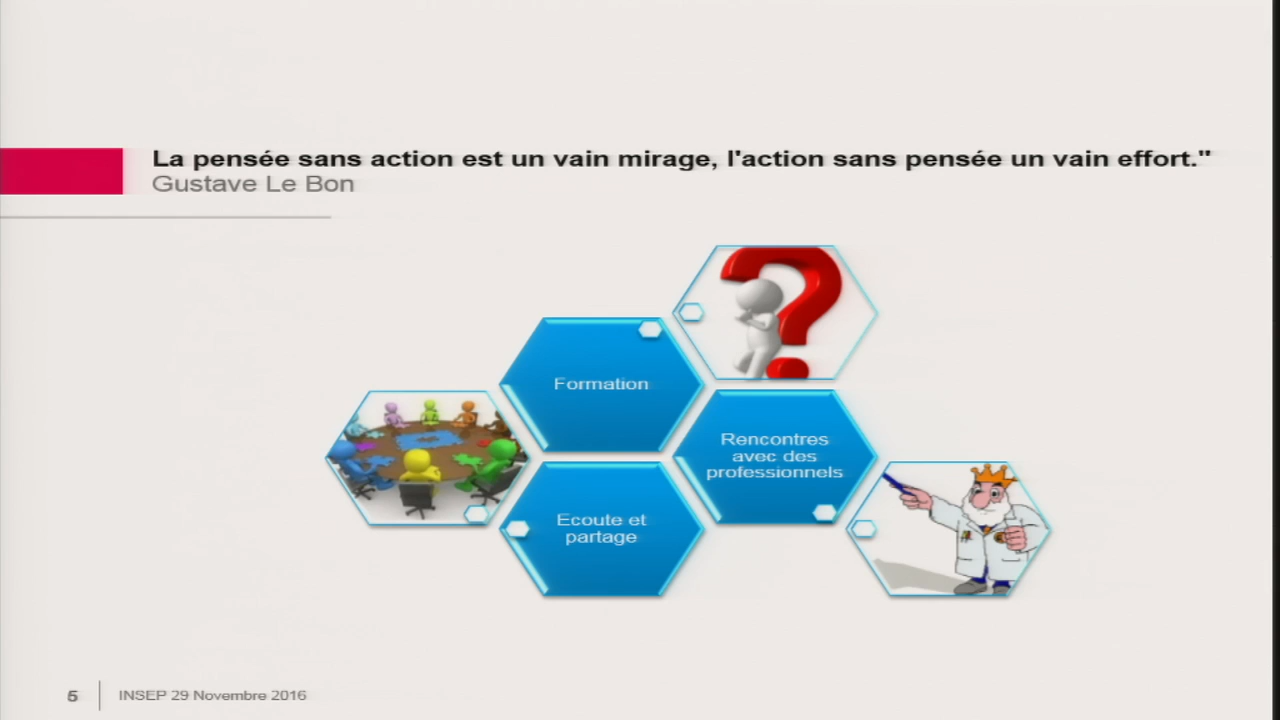 La pensée sans action est un vain mirage, l'action sans pensée un vain effort."
Gustave Le Bon
Formation
Rencontres
avec des
professionnels
Ecoute et
partage
5
INSEP 29 Novembre 2016